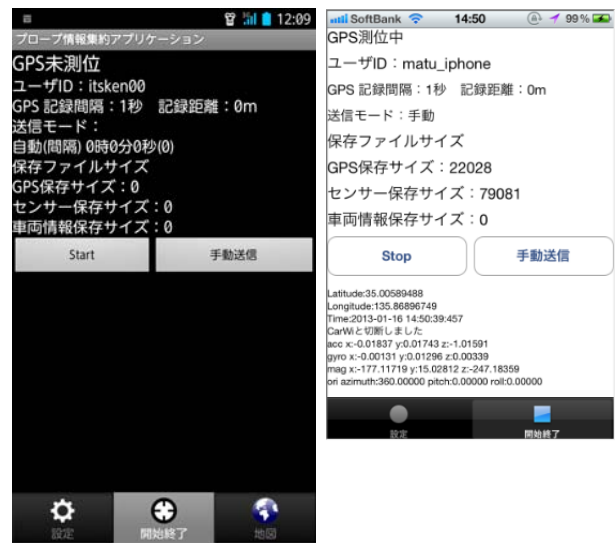 12:09
プローブ情報集約アプリケーション
GPS未測位
ユーザID：itsken00
GPS 記録間隔：1秒　記録距離：0m
送信モード：
自動(間隔) 0時0分0秒(0)
保存ファイルサイズ
GPS保存サイズ：0
センサー保存サイズ：0
車両情報保存サイズ：0
Start
手動送信
設定
開始終了
地図
SoftBank 14:50 99%
GPS測位中
ユーザID：matu_iphone
GPS 記録間隔：1秒　記録距離：0m
送信モード：手動
保存ファイルサイズ
GPS保存サイズ：22028
センサー保存サイズ：79081
車両情報保存サイズ：0
Stop
手動送信
Latitude:35.00589488
Longitude:135.86896749
Time:2013-01-16 14:50:39:457
CarWiと切断しました
acc x:-0.01837 y:0.01743 z:-1.01591
gyro x:-0.00131 y:0.01296 z:0.00339
mag x:-177.11719 y:15.02812 z:-247.18359
ori azimuth:360.00000 pitch:0.00000 roll:0.00000
設定
開始終了